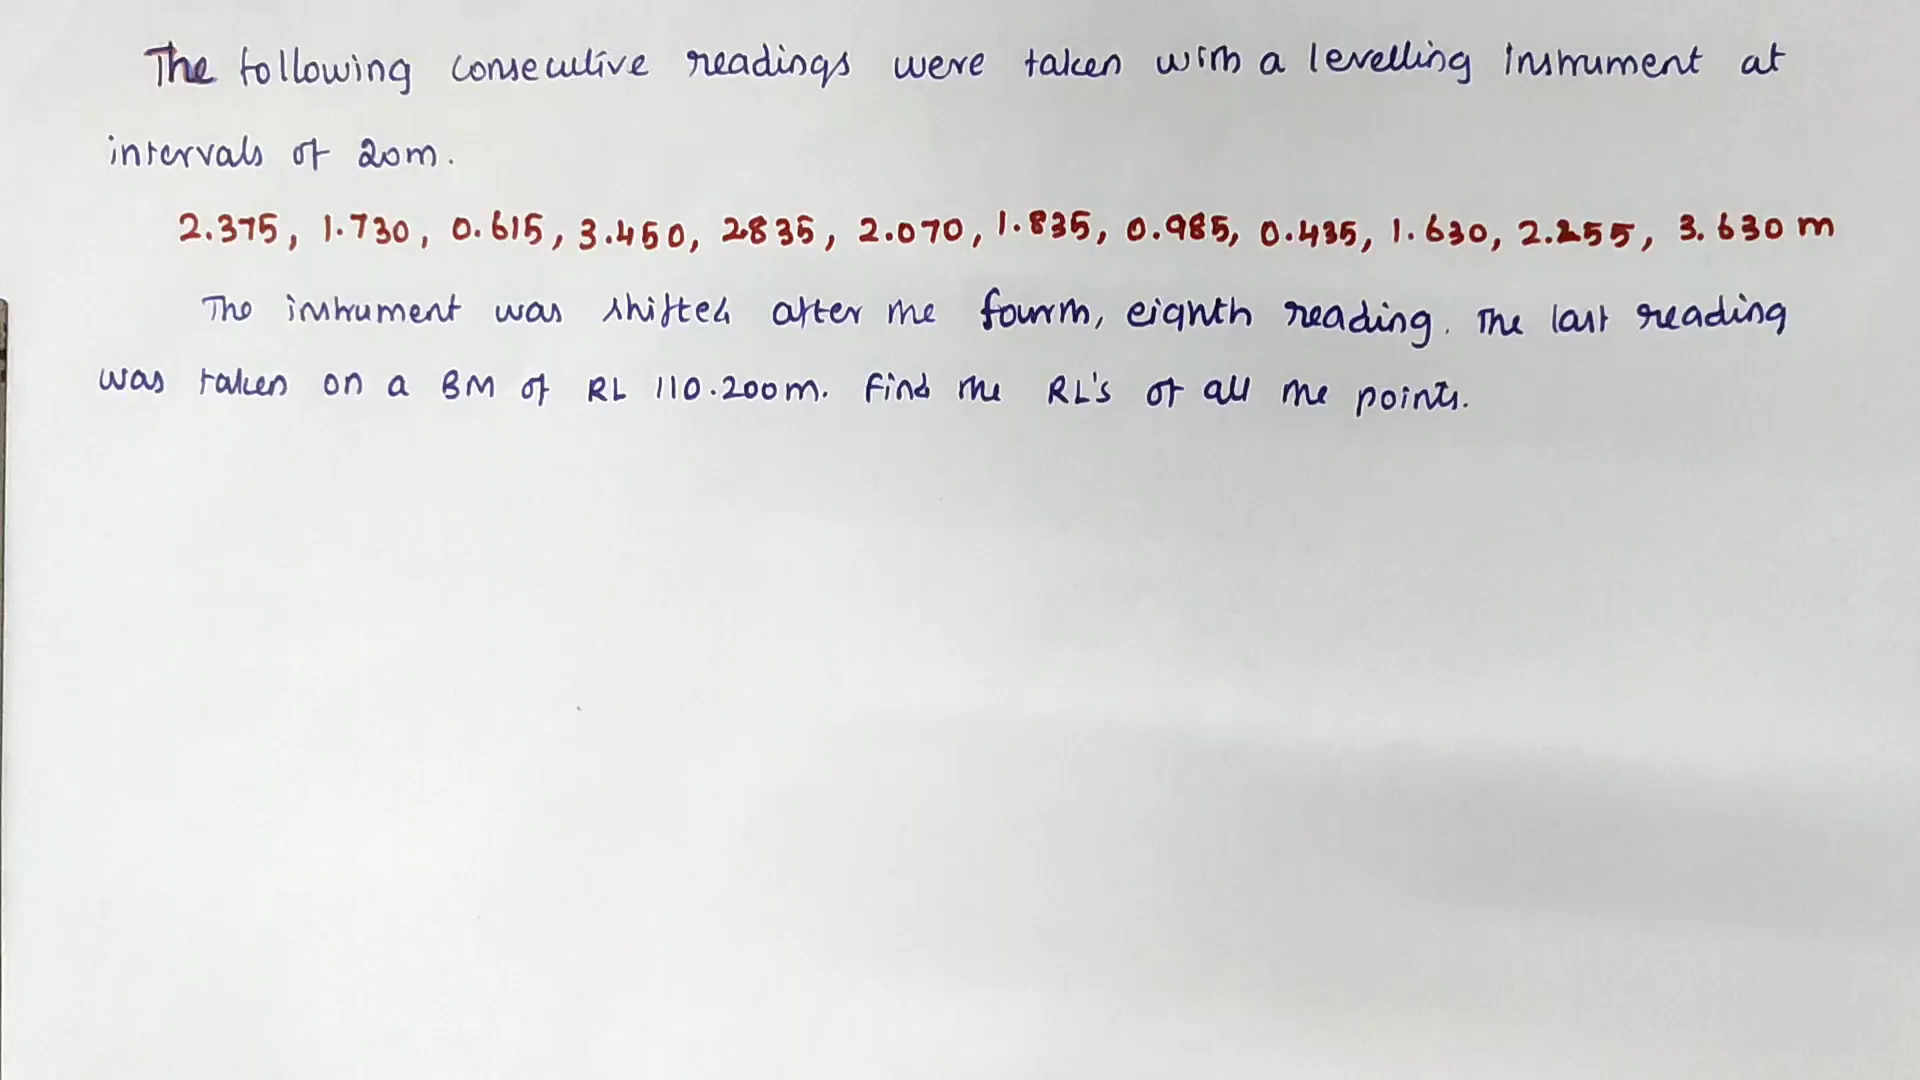 The following consecutive readings were taken with a levelling instrument at
intervals of 20m.
2.375, 1.730, 0.615, 3.450, 2835, 2.070, 1.835, 0.985, 0.435, 1.630, 2.255, 3.630 m
The instrument was shifted after the fourth, eighth reading. The last reading
was taken on a BM of RL 110.200m. Find the RL's of all the points.